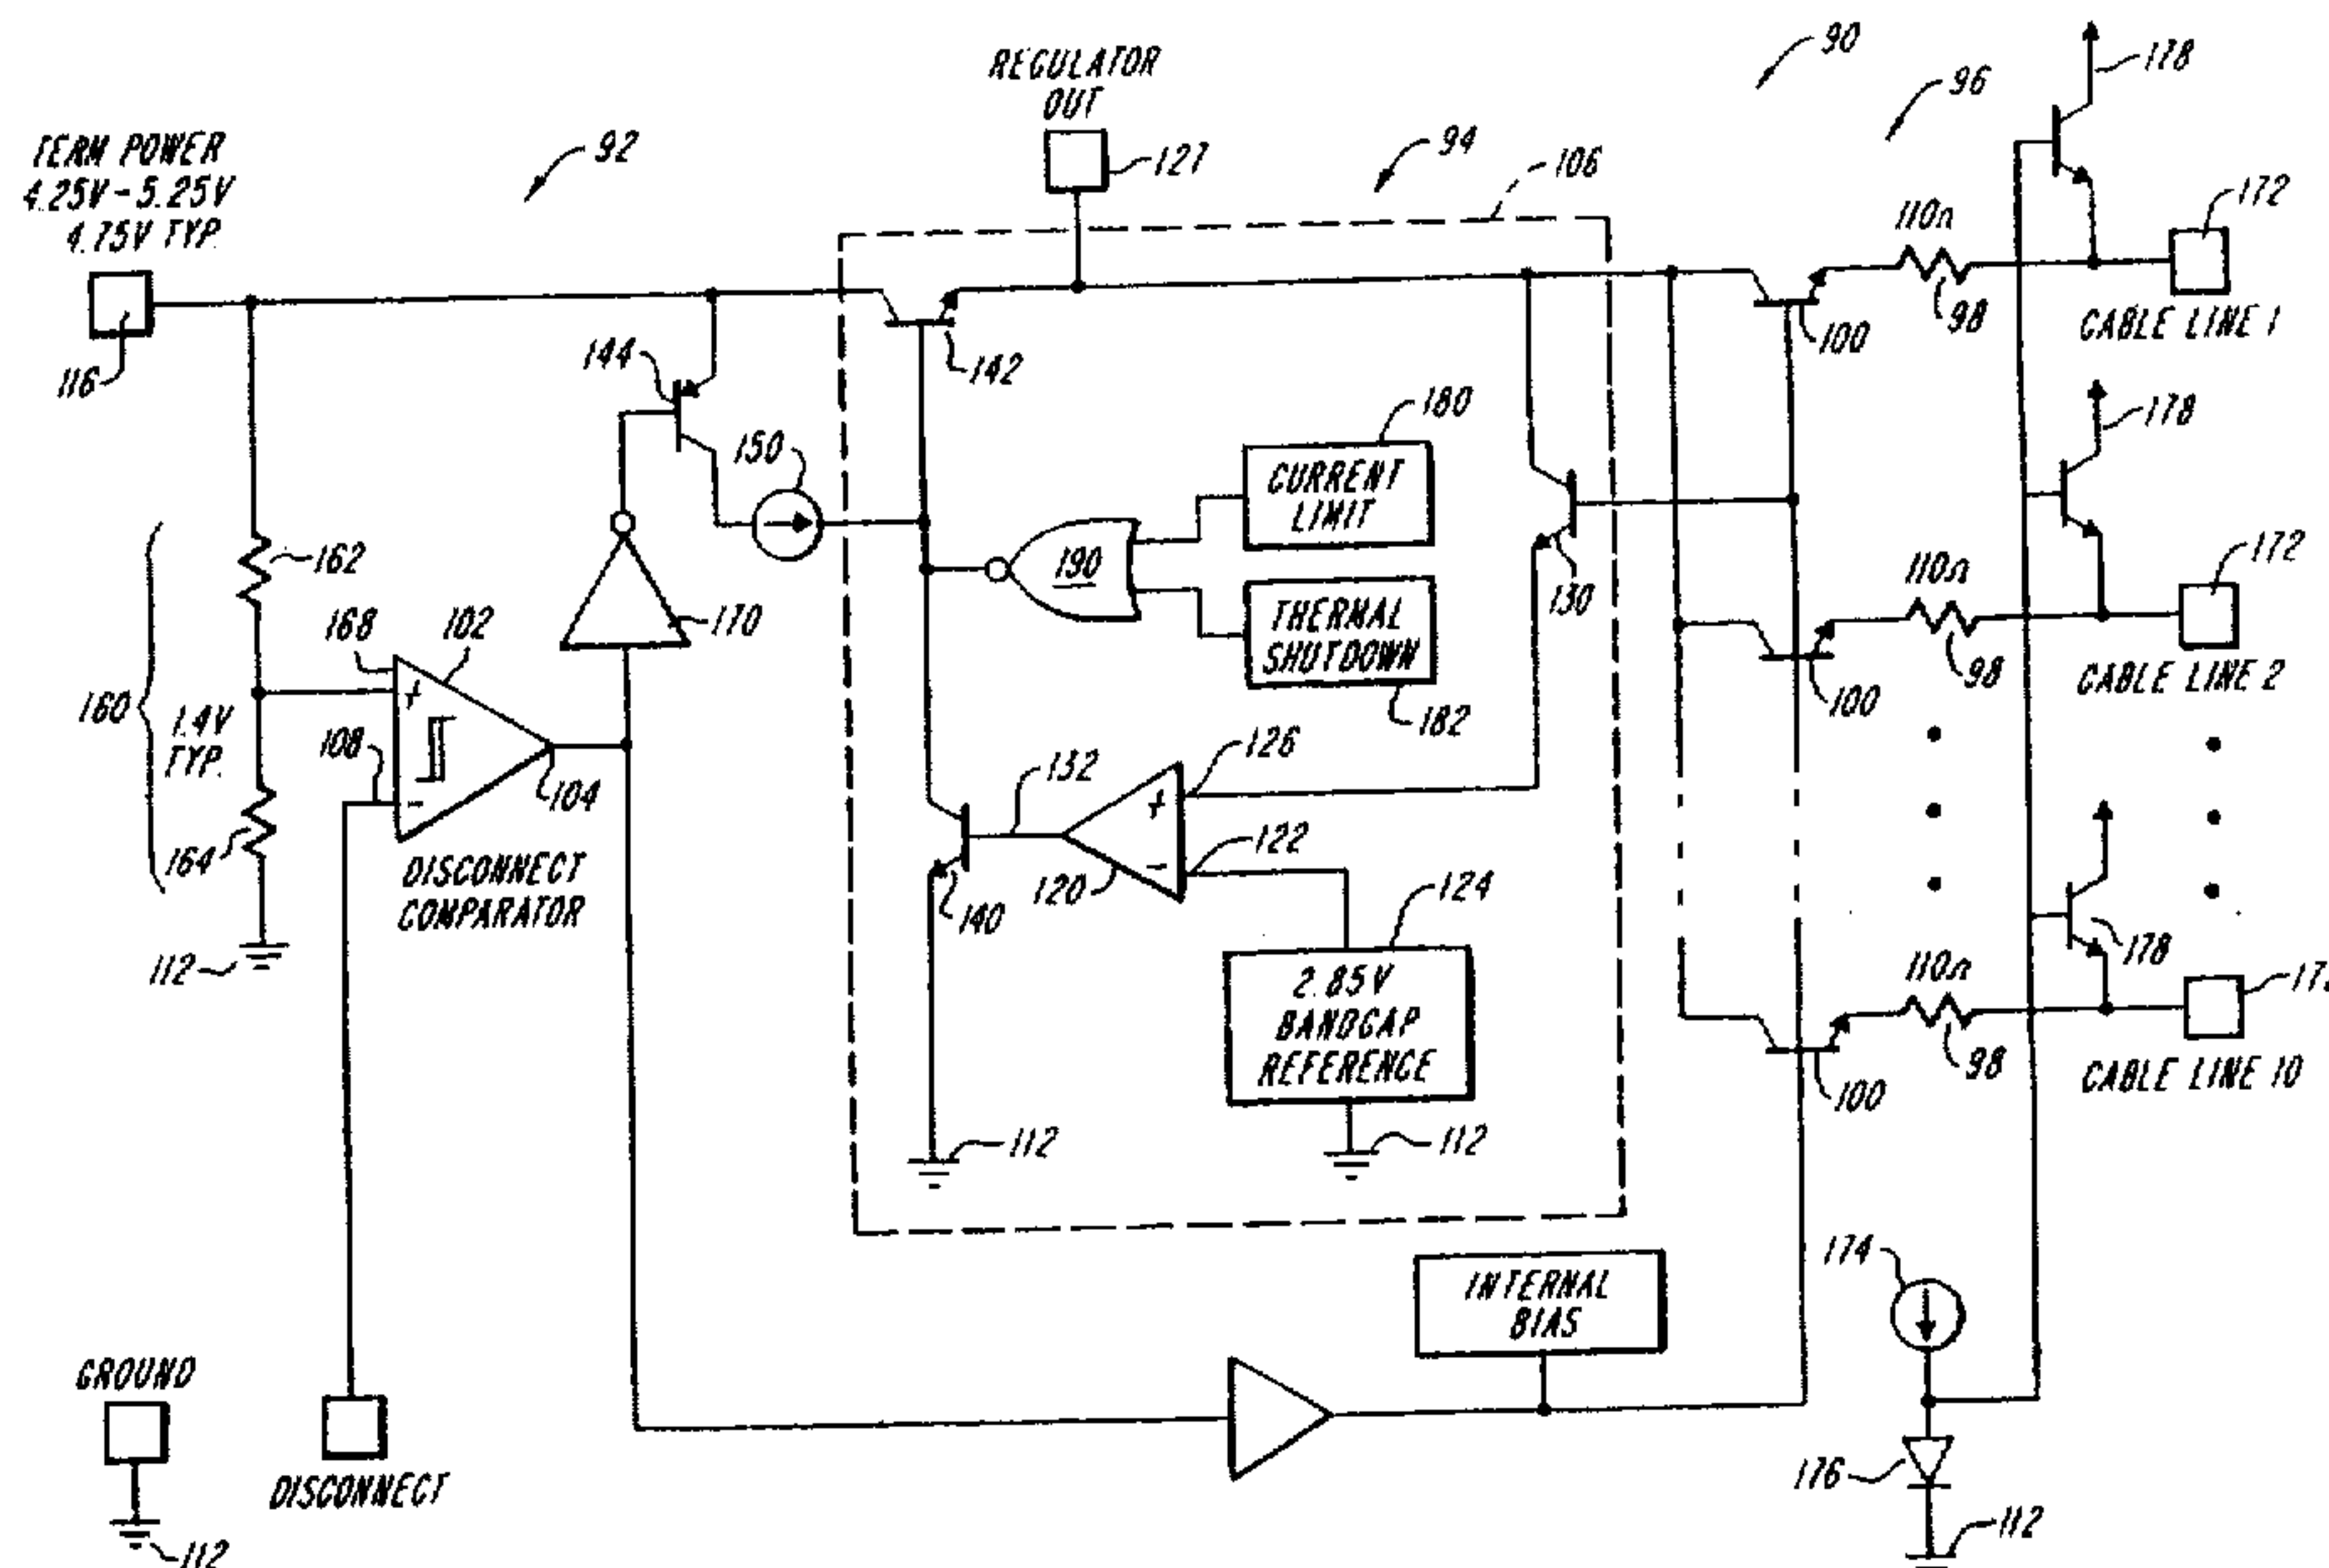 REGULATOR
OUT
127
90
96
178
TERM POWER
4.25V-5.25V
4.75V TYP.
92
94
106
116
110Ω
98
172
100
CABLE LINE 1
144
142
150
180
CURRENT
LIMIT
178
162
190
130
110Ω
98
172
100
CABLE LINE 2
170
THERMAL
SHUTDOWN
182
168
102
160
1.4V
TYP.
108
104
164
+
-
DISCONNECT
COMPARATOR
112
132
126
+
-
122
120
140
124
2.85V
BANDGAP
REFERENCE
112
112
178
110Ω
98
100
CABLE LINE 10
INTERNAL
BIAS
174
176
112
GROUND
112
DISCONNECT